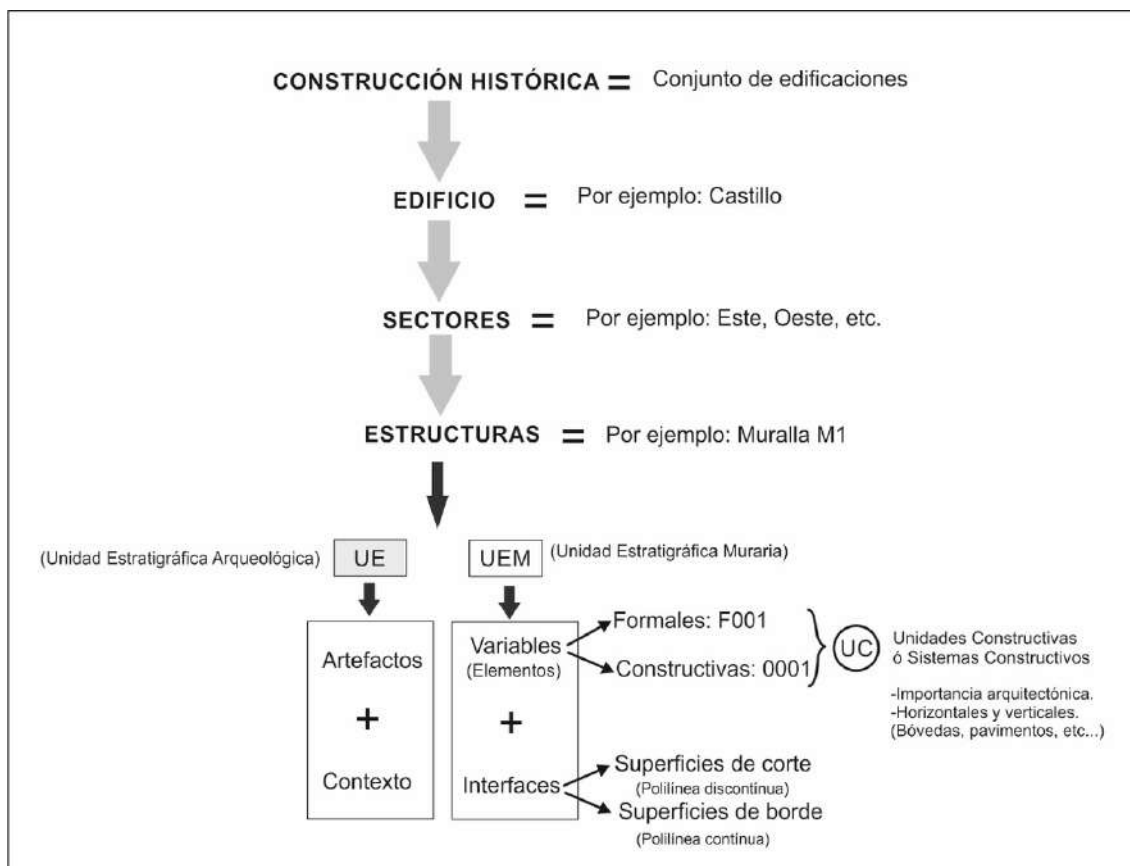 CONSTRUCCIÓN HISTÓRICA = Conjunto de edificaciones
EDIFICIO = Por ejemplo: Castillo
SECTORES = Por ejemplo: Este, Oeste, etc.
ESTRUCTURAS = Por ejemplo: Muralla M1
(Unidad Estratigráfica Arqueológica)
UE
UEM
(Unidad Estratigráfica Muraria)
Artefactos
+
Contexto
Variables
(Elementos)
+
Interfaces
Formales: F001
Constructivas: 0001
UC
Unidades Constructivas
ó Sistemas Constructivos
-Importancia arquitectónica.
-Horizontales y verticales.
(Bóvedas, pavimentos, etc...)
Superficies de corte
(Polilínea discontínua)
Superficies de borde
(Polilínea contínua)